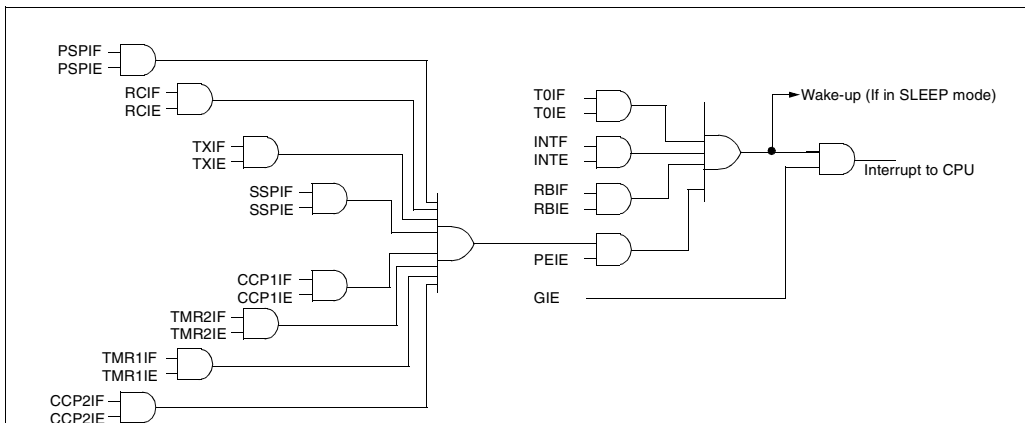 PSPIF
PSPIE
RCIF
RCIE
TXIF
TXIE
SSPIF
SSPIE
CCP1IF
CCP1IE
TMR2IF
TMR2IE
TMR1IF
TMR1IE
CCP2IF
CCP2IE
T0IF
T0IE
INTF
INTE
RBIF
RBIE
PEIE
GIE
Wake-up (If in SLEEP mode)
Interrupt to CPU